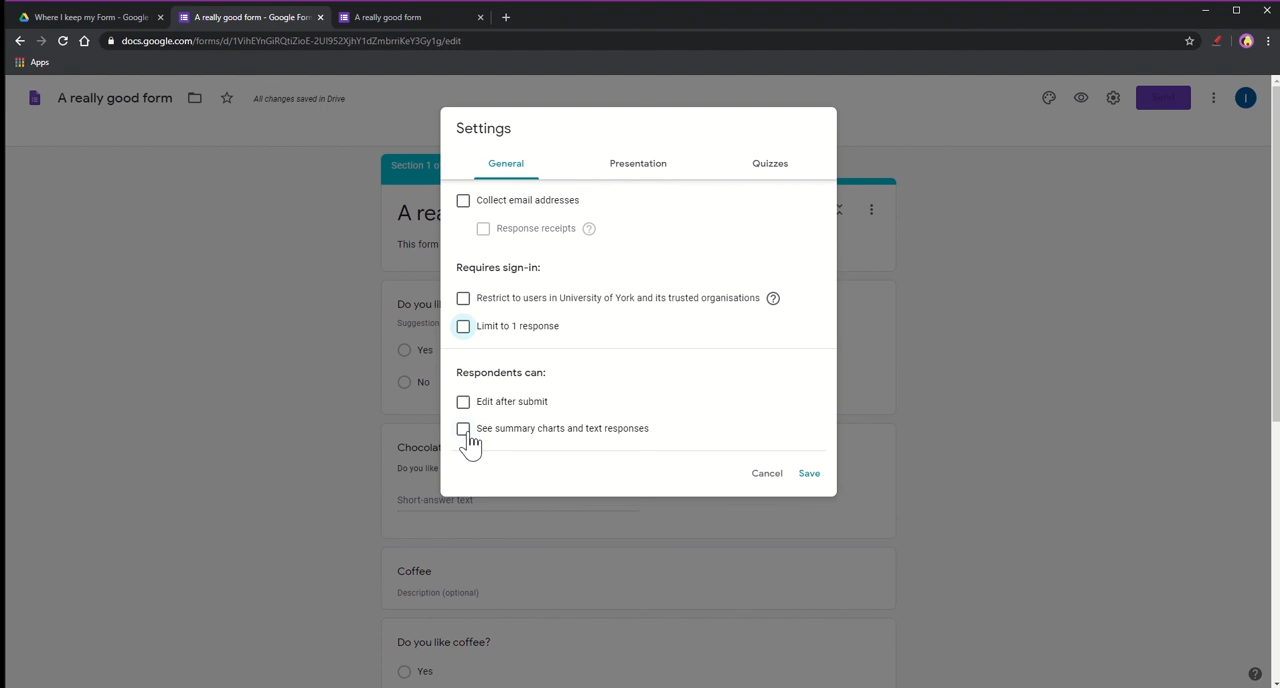 Where I keep my Form - Google
A really good form - Google For
A really good form
docs.google.com/forms/d/1VihEYnGiRQtiZioE-2UI952XjhY1dZmbrriKeY3Gy1g/edit
Apps
A really good form
All changes saved in Drive
Send
I
Settings
General
Presentation
Quizzes
Section 1 o
Collect email addresses
A rea
Response receipts
This form
Requires sign-in:
Restrict to users in University of York and its trusted organisations
Do you li
Suggestion
Limit to 1 response
Yes
Respondents can:
No
Edit after submit
See summary charts and text responses
Chocolat
Do you like
Cancel
Save
Short-answer text
Coffee
Description (optional)
Do you like coffee?
Yes